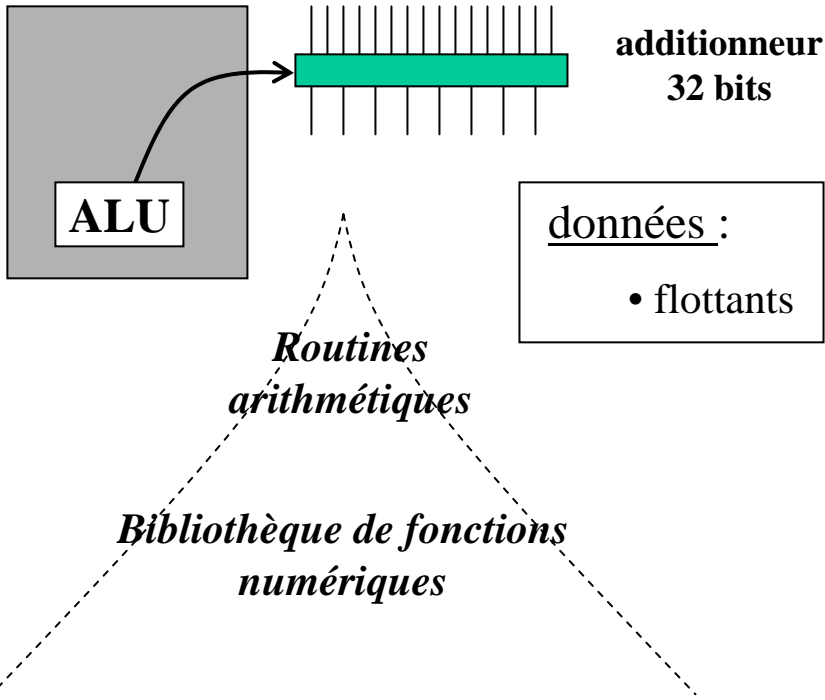 additionneur
32 bits
ALU
données :
• flottants
Routines
arithmétiques
Bibliothèque de fonctions
numériques